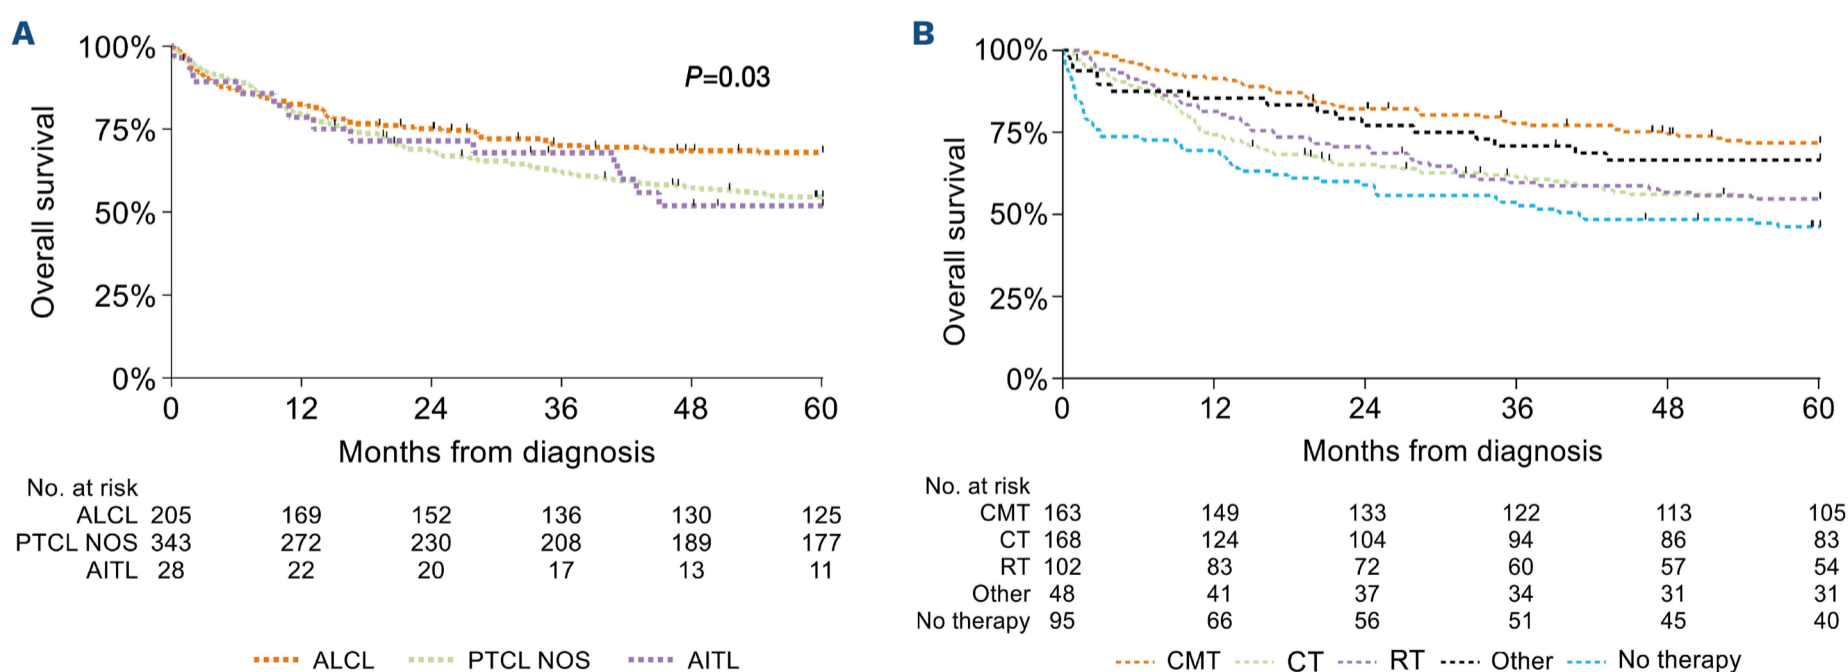 A
100%
75%
50%
25%
0%
Overall survival
P=0.03
0 12 24 36 48 60
Months from diagnosis
No. at risk
ALCL 205 169 152 136 130 125
PTCL NOS 343 272 230 208 189 177
AITL 28 22 20 17 13 11
ALCL PTCL NOS AITL
B
100%
75%
50%
25%
0%
Overall survival
0 12 24 36 48 60
Months from diagnosis
No. at risk
CMT 163 149 133 122 113 105
CT 168 124 104 94 86 83
RT 102 83 72 60 57 54
Other 48 41 37 34 31 31
No therapy 95 66 56 51 45 40
CMT CT RT Other No therapy